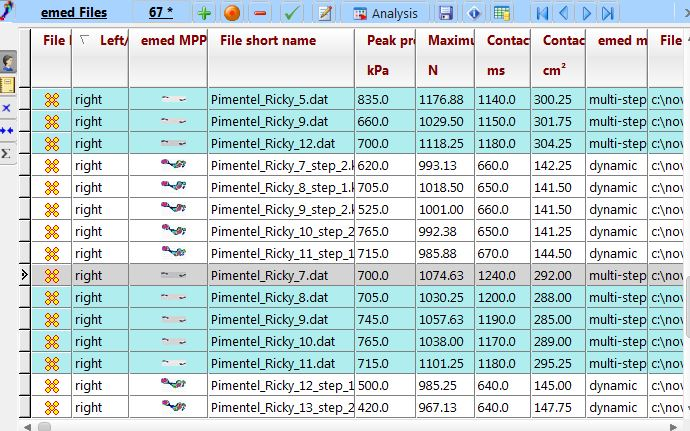 emed Files 67 * Analysis
File Left/ emed MPP File short name Peak Maximu Contact Contac emed m File
kPa N ms cm²
right Pimentel_Ricky_5.dat 835.0 1176.88 1140.0 300.25 multi-step c:\nov
right Pimentel_Ricky_9.dat 660.0 1029.50 1150.0 301.75 multi-step c:\nov
right Pimentel_Ricky_12.dat 700.0 1118.25 1180.0 304.25 multi-step c:\nov
right Pimentel_Ricky_7_step_2. 620.0 993.13 660.0 142.25 dynamic c:\nov
right Pimentel_Ricky_8_step_1. 705.0 1018.50 650.0 141.50 dynamic c:\nov
right Pimentel_Ricky_9_step_2. 525.0 1001.00 660.0 141.50 dynamic c:\nov
right Pimentel_Ricky_10_step_2 765.0 992.38 650.0 141.25 dynamic c:\nov
right Pimentel_Ricky_11_step_1 715.0 985.88 670.0 144.50 dynamic c:\nov
right Pimentel_Ricky_7.dat 700.0 1074.63 1240.0 292.00 multi-step c:\nov
right Pimentel_Ricky_8.dat 705.0 1030.25 1200.0 288.00 multi-step c:\nov
right Pimentel_Ricky_9.dat 745.0 1057.63 1190.0 285.00 multi-step c:\nov
right Pimentel_Ricky_10.dat 765.0 1038.00 1170.0 289.00 multi-step c:\nov
right Pimentel_Ricky_11.dat 715.0 1101.25 1180.0 295.25 multi-step c:\nov
right Pimentel_Ricky_12_step_1 500.0 985.25 640.0 145.00 dynamic c:\nov
right Pimentel_Ricky_13_step_2 420.0 967.13 640.0 147.75 dynamic c:\nov